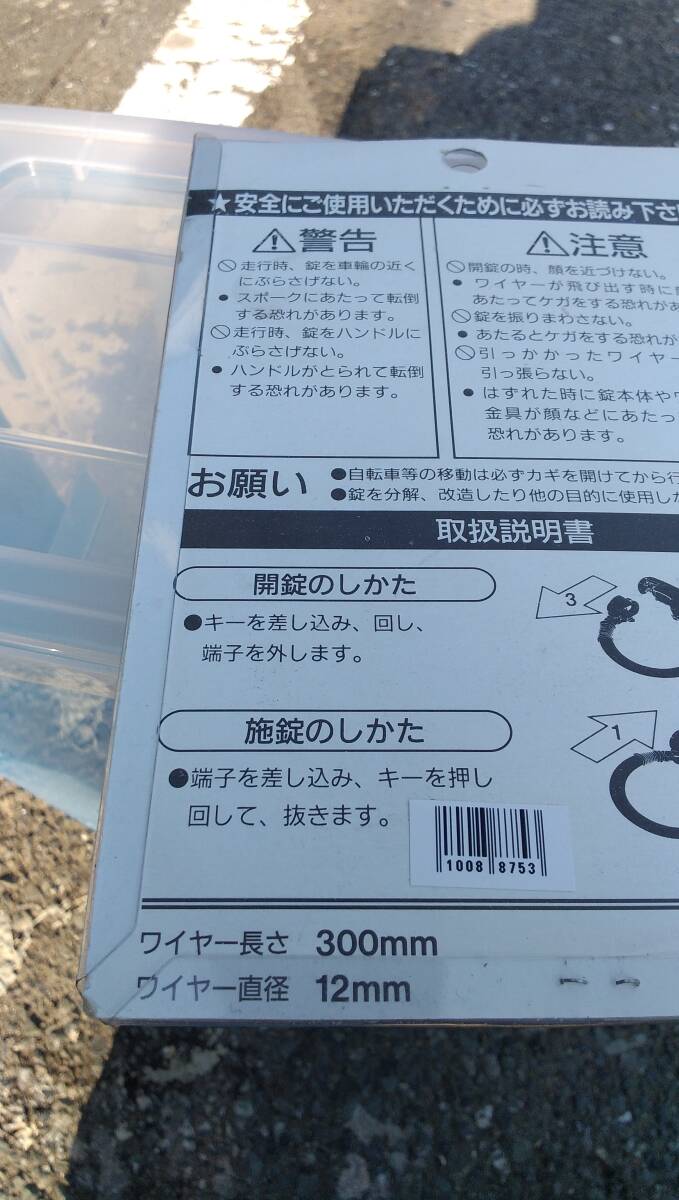 ★安全にご使用いただくために必ずお読み下さ
⚠警告
🚫走行時、錠を車輪の近く
にぶらさげない。
●スポークにあたって転倒
する恐れがあります。
🚫走行時、錠をハンドルに
ぶらさげない。
●ハンドルがとられて転倒
する恐れがあります。
⚠注意
🚫開錠の時、顔を近づけない。
●ワイヤーが飛び出す時に
あたってケガをする恐れがあ
🚫錠を振りまわさない。
●あたるとケガをする恐れが
🚫引っかかったワイヤー
引っ張らない。
●はずれた時に錠本体や
金具が顔などにあたっ
恐れがあります。
お願い
●自転車等の移動は必ずカギを開けてから行
●錠を分解、改造したり他の目的に使用し
取扱説明書
開錠のしかた
●キーを差し込み、回し、
端子を外します。
3
施錠のしかた
●端子を差し込み、キーを押し
回して、抜きます。
1
1008 8753
ワイヤー長さ 300mm
ワイヤー直径 12mm